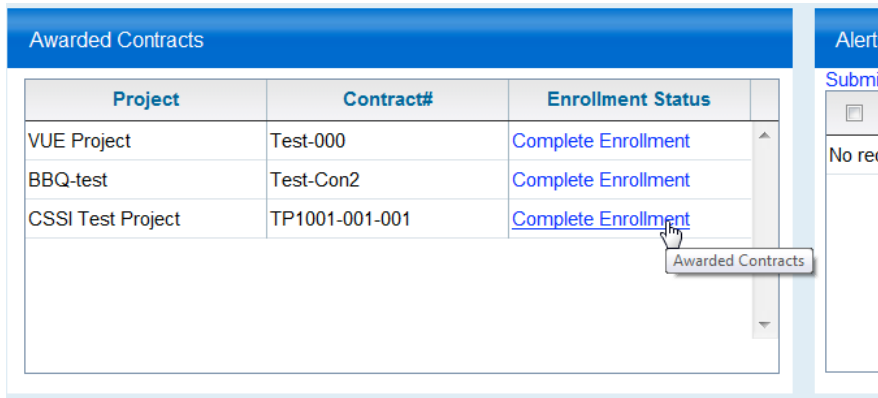 Awarded Contracts
Project Contract# Enrollment Status
VUE Project Test-000 Complete Enrollment
BBQ-test Test-Con2 Complete Enrollment
CSSI Test Project TP1001-001-001 Complete Enrollment
Awarded Contracts
Alert
Submi
No rec